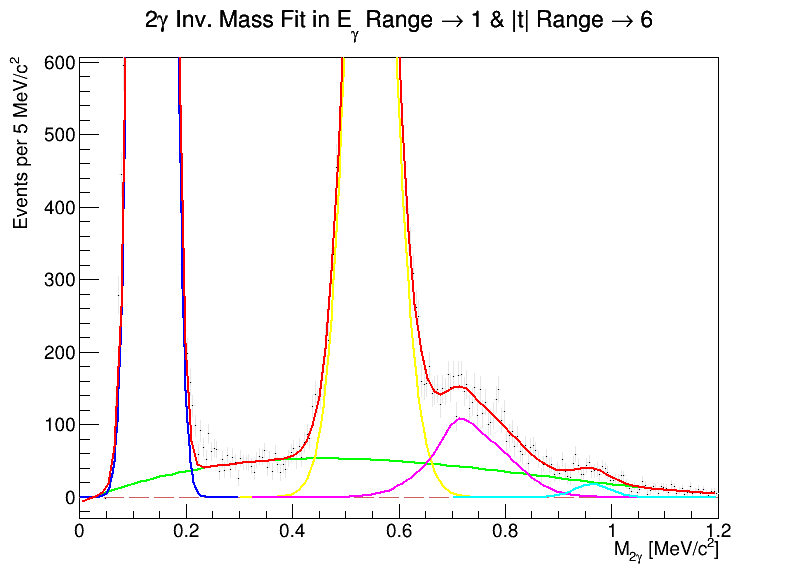 2γ Inv. Mass Fit in Eγ Range → 1 & |t| Range → 6
Events per 5 MeV/c²
600
500
400
300
200
100
0
0 0.2 0.4 0.6 0.8 1 1.2
M2γ [MeV/c²]